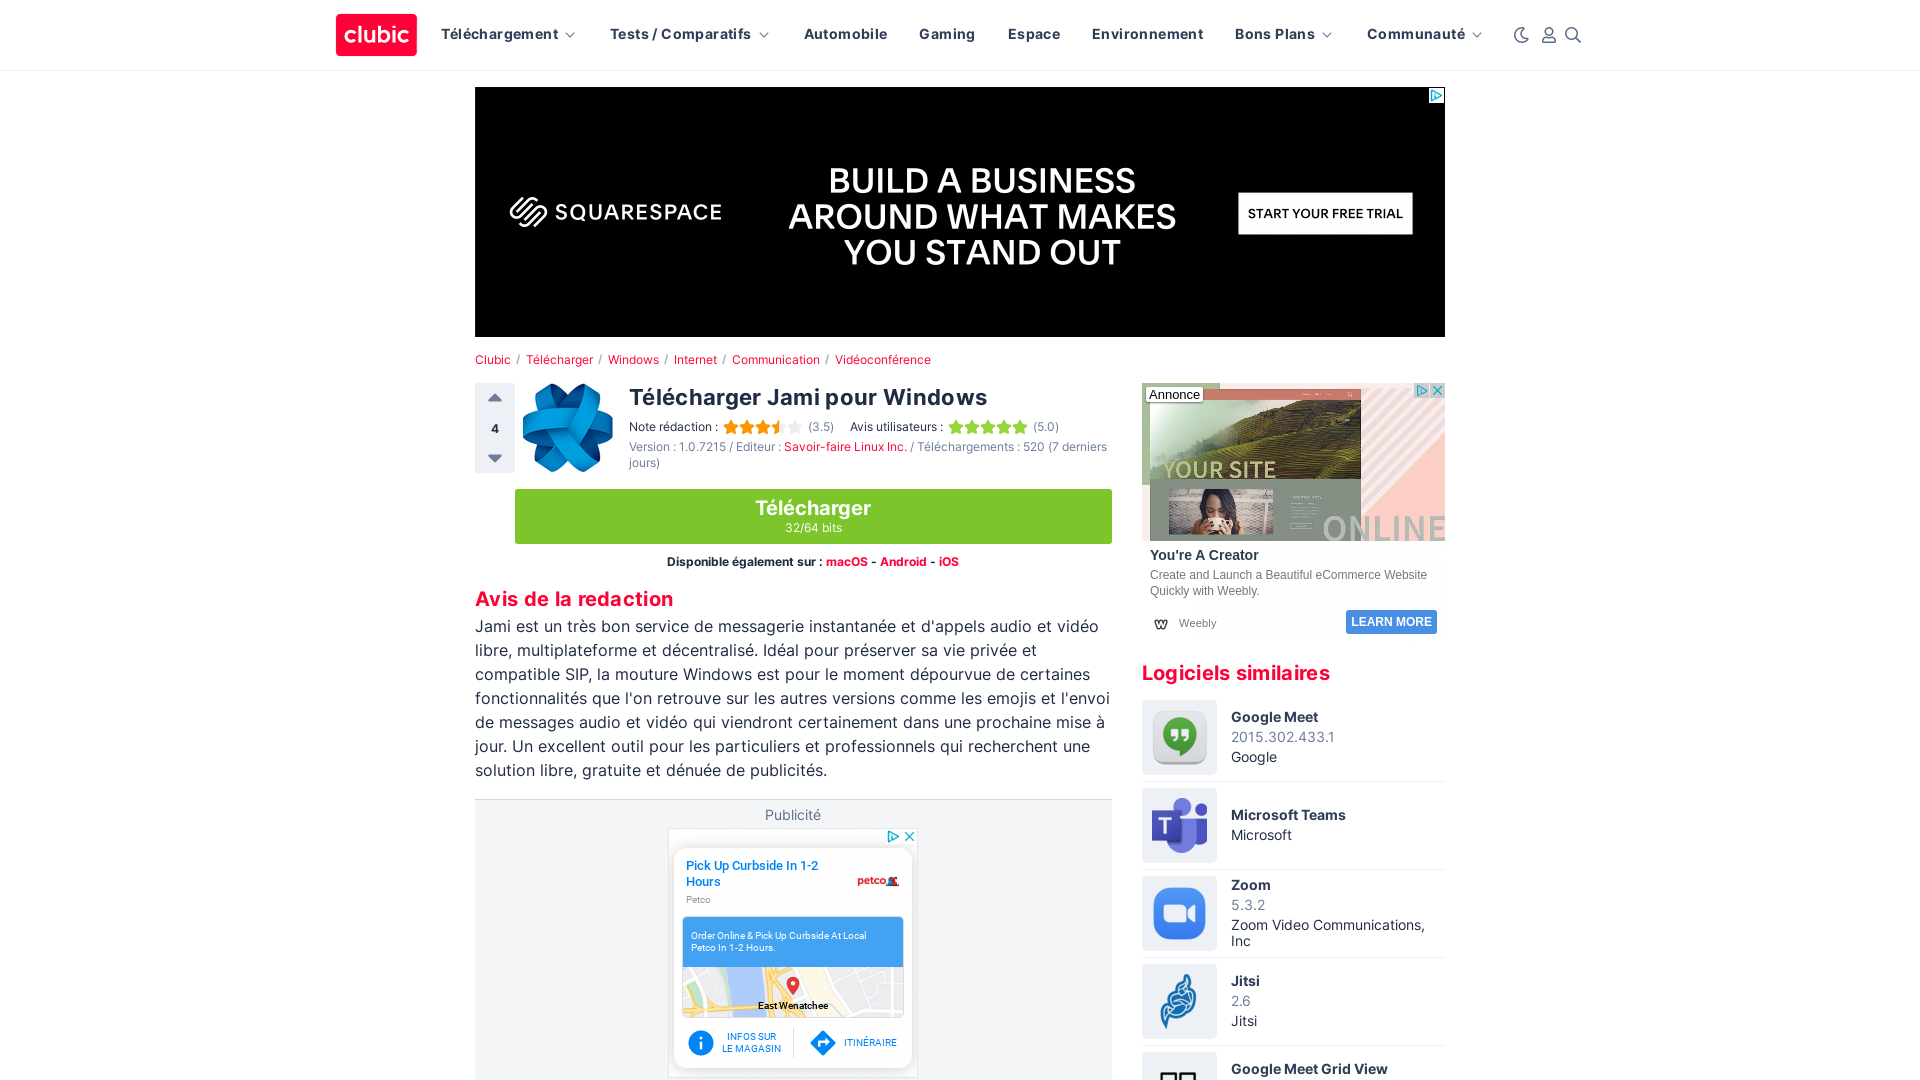 clubic
Téléchargement
Tests / Comparatifs
Automobile
Gaming
Espace
Environnement
Bons Plans
Communauté
SQUARESPACE
BUILD A BUSINESS
AROUND WHAT MAKES
YOU STAND OUT
START YOUR FREE TRIAL
Clubic / Télécharger / Windows / Internet / Communication / Vidéoconférence
4
Télécharger Jami pour Windows
Note rédaction : (3.5) Avis utilisateurs : (5.0)
Version : 1.0.7215 / Editeur : Savoir-faire Linux Inc. / Téléchargements : 520 (7 derniers
jours)
Télécharger
32/64 bits
Disponible également sur : macOS - Android - iOS
Avis de la redaction
Jami est un très bon service de messagerie instantanée et d'appels audio et vidéo
libre, multiplateforme et décentralisé. Idéal pour préserver sa vie privée et
compatible SIP, la mouture Windows est pour le moment dépourvue de certaines
fonctionnalités que l'on retrouve sur les autres versions comme les emojis et l'envoi
de messages audio et vidéo qui viendront certainement dans une prochaine mise à
jour. Un excellent outil pour les particuliers et professionnels qui recherchent une
solution libre, gratuite et dénuée de publicités.
Publicité
Pick Up Curbside In 1-2
Hours
Petco
petco
Order Online & Pick Up Curbside At Local
Petco In 1-2 Hours.
East Wenatchee
INFOS SUR
LE MAGASIN
ITINÉRAIRE
Annonce
YOUR SITE
ONLINE
You're A Creator
Create and Launch a Beautiful eCommerce Website
Quickly with Weebly.
Weebly
LEARN MORE
Logiciels similaires
Google Meet
2015.302.433.1
Google
T
Microsoft Teams
Microsoft
Zoom
5.3.2
Zoom Video Communications,
Inc
Jitsi
2.6
Jitsi
Google Meet Grid View